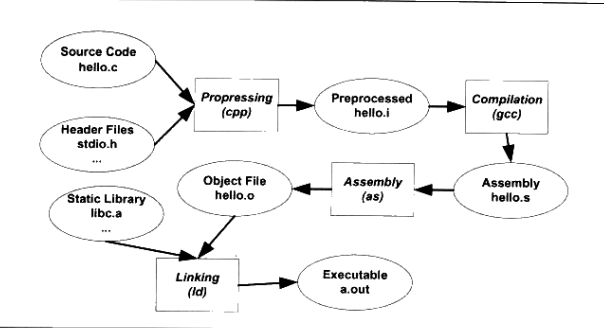 Source Code
hello.c
Propressing
(cpp)
Preprocessed
hello.i
Compilation
(gcc)
Header Files
stdio.h
...
Object File
hello.o
Assembly
(as)
Assembly
hello.s
Static Library
libc.a
...
Linking
(ld)
Executable
a.out